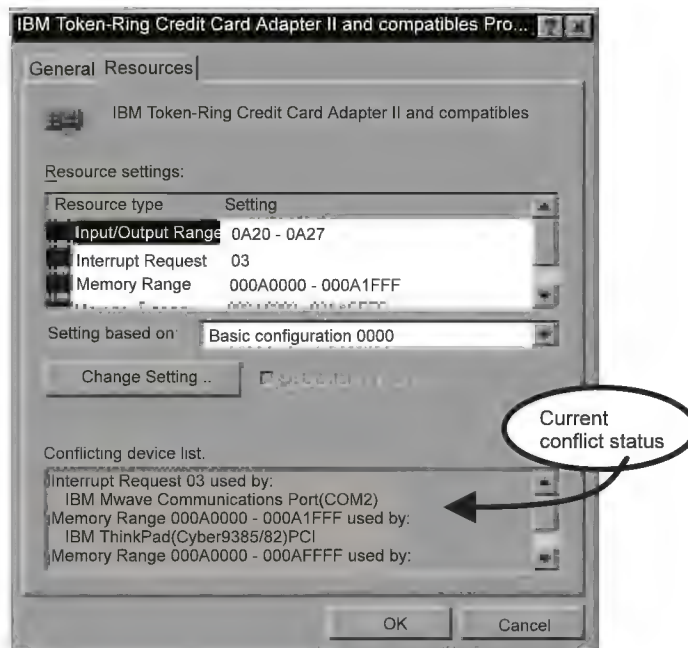 IBM Token-Ring Credit Card Adapter II and compatibles Pro...
General Resources
IBM Token-Ring Credit Card Adapter II and compatibles
Resource settings:
Resource type Setting
Input/Output Range 0A20 - 0A27
Interrupt Request 03
Memory Range 000A0000 - 000A1FFF
Setting based on: Basic configuration 0000
Change Setting ..
Current
conflict status
Conflicting device list.
Interrupt Request 03 used by:
IBM Mwave Communications Port(COM2)
Memory Range 000A0000 - 000A1FFF used by:
IBM ThinkPad(Cyber9385/82)PCI
Memory Range 000A0000 - 000AFFFF used by:
OK Cancel